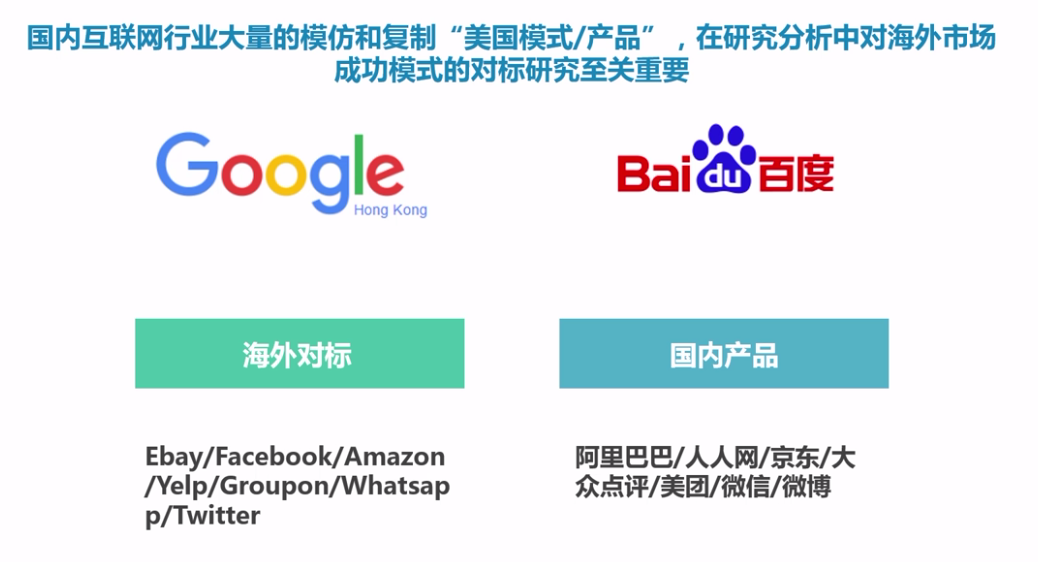 国内互联网行业大量的模仿和复制“美国模式/产品”，在研究分析中对海外市场
成功模式的对标研究至关重要
Google
Hong Kong
Bai du 百度
海外对标
国内产品
Ebay/Facebook/Amazon
/Yelp/Groupon/Whatsap
p/Twitter
阿里巴巴/人人网/京东/大
众点评/美团/微信/微博